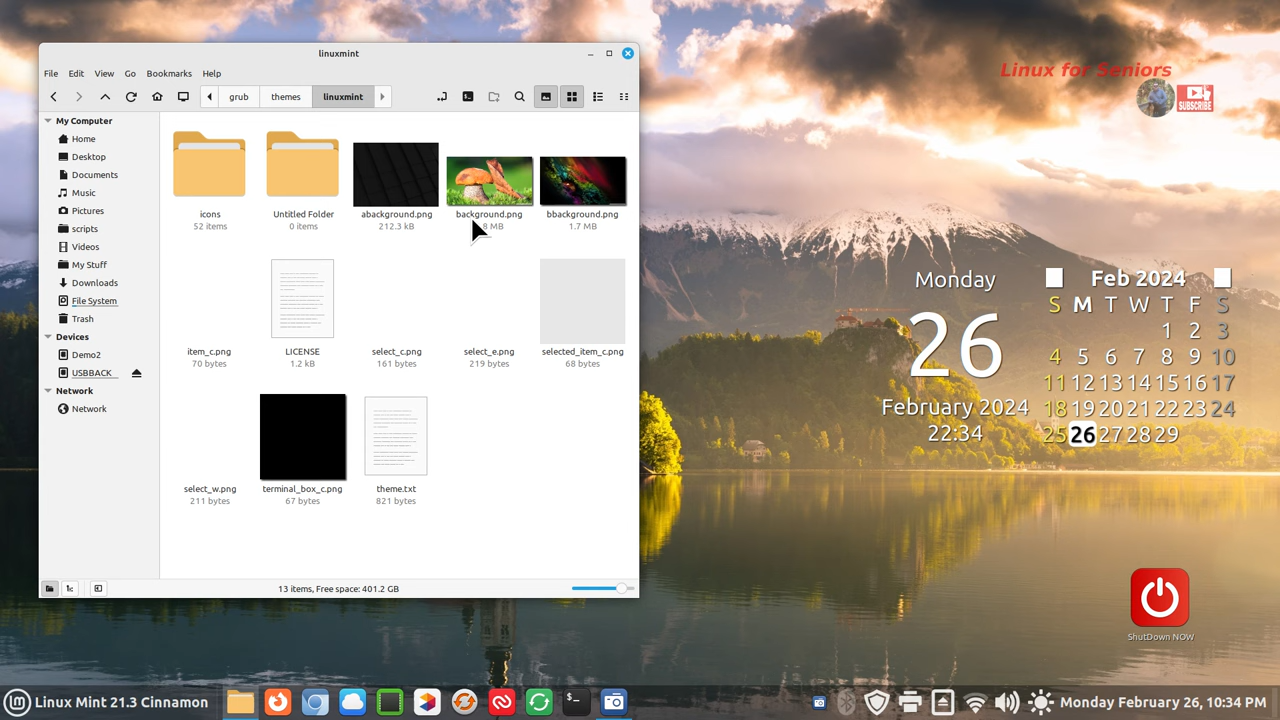 linuxmint
File Edit View Go Bookmarks Help
grub themes linuxmint
My Computer
Home
Desktop
Documents
Music
Pictures
scripts
Videos
My Stuff
Downloads
File System
Trash
Devices
Demo2
USBBACK
Network
Network
icons
52 items
Untitled Folder
0 items
abackground.png
212.3 kB
background.png
8 MB
bbackground.png
1.7 MB
item_c.png
70 bytes
LICENSE
1.2 kB
select_c.png
161 bytes
select_e.png
219 bytes
selected_item_c.png
68 bytes
select_w.png
211 bytes
terminal_box_c.png
67 bytes
theme.txt
821 bytes
13 items, Free space: 401.2 GB
Linux for Seniors
SUBSCRIBE
Monday
26
February 2024
22:34
Feb 2024
S M T W T F S
1 2 3
4 5 6 7 8 9 10
11 12 13 14 15 16 17
18 19 20 21 22 23 24
25 26 27 28 29
ShutDown NOW
Linux Mint 21.3 Cinnamon
Monday February 26, 10:34 PM